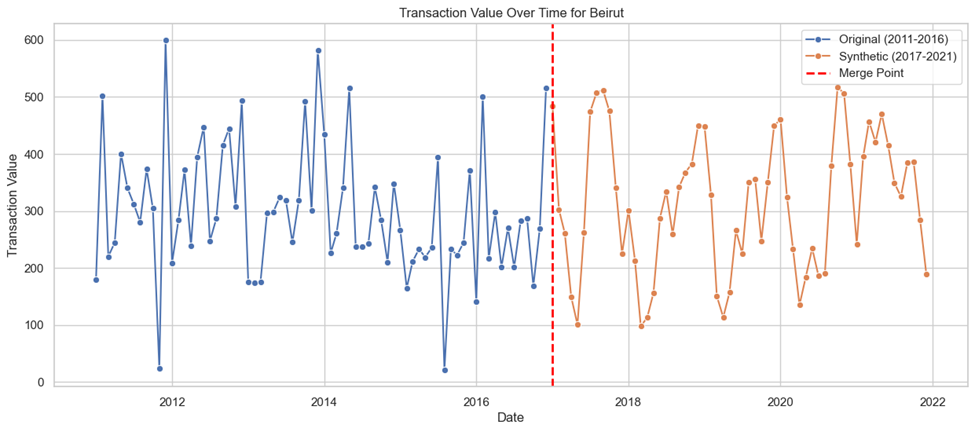 Transaction Value Over Time for Beirut
Original (2011-2016)
Synthetic (2017-2021)
Merge Point
Transaction Value
600
500
400
300
200
100
0
2012 2014 2016 2018 2020 2022
Date